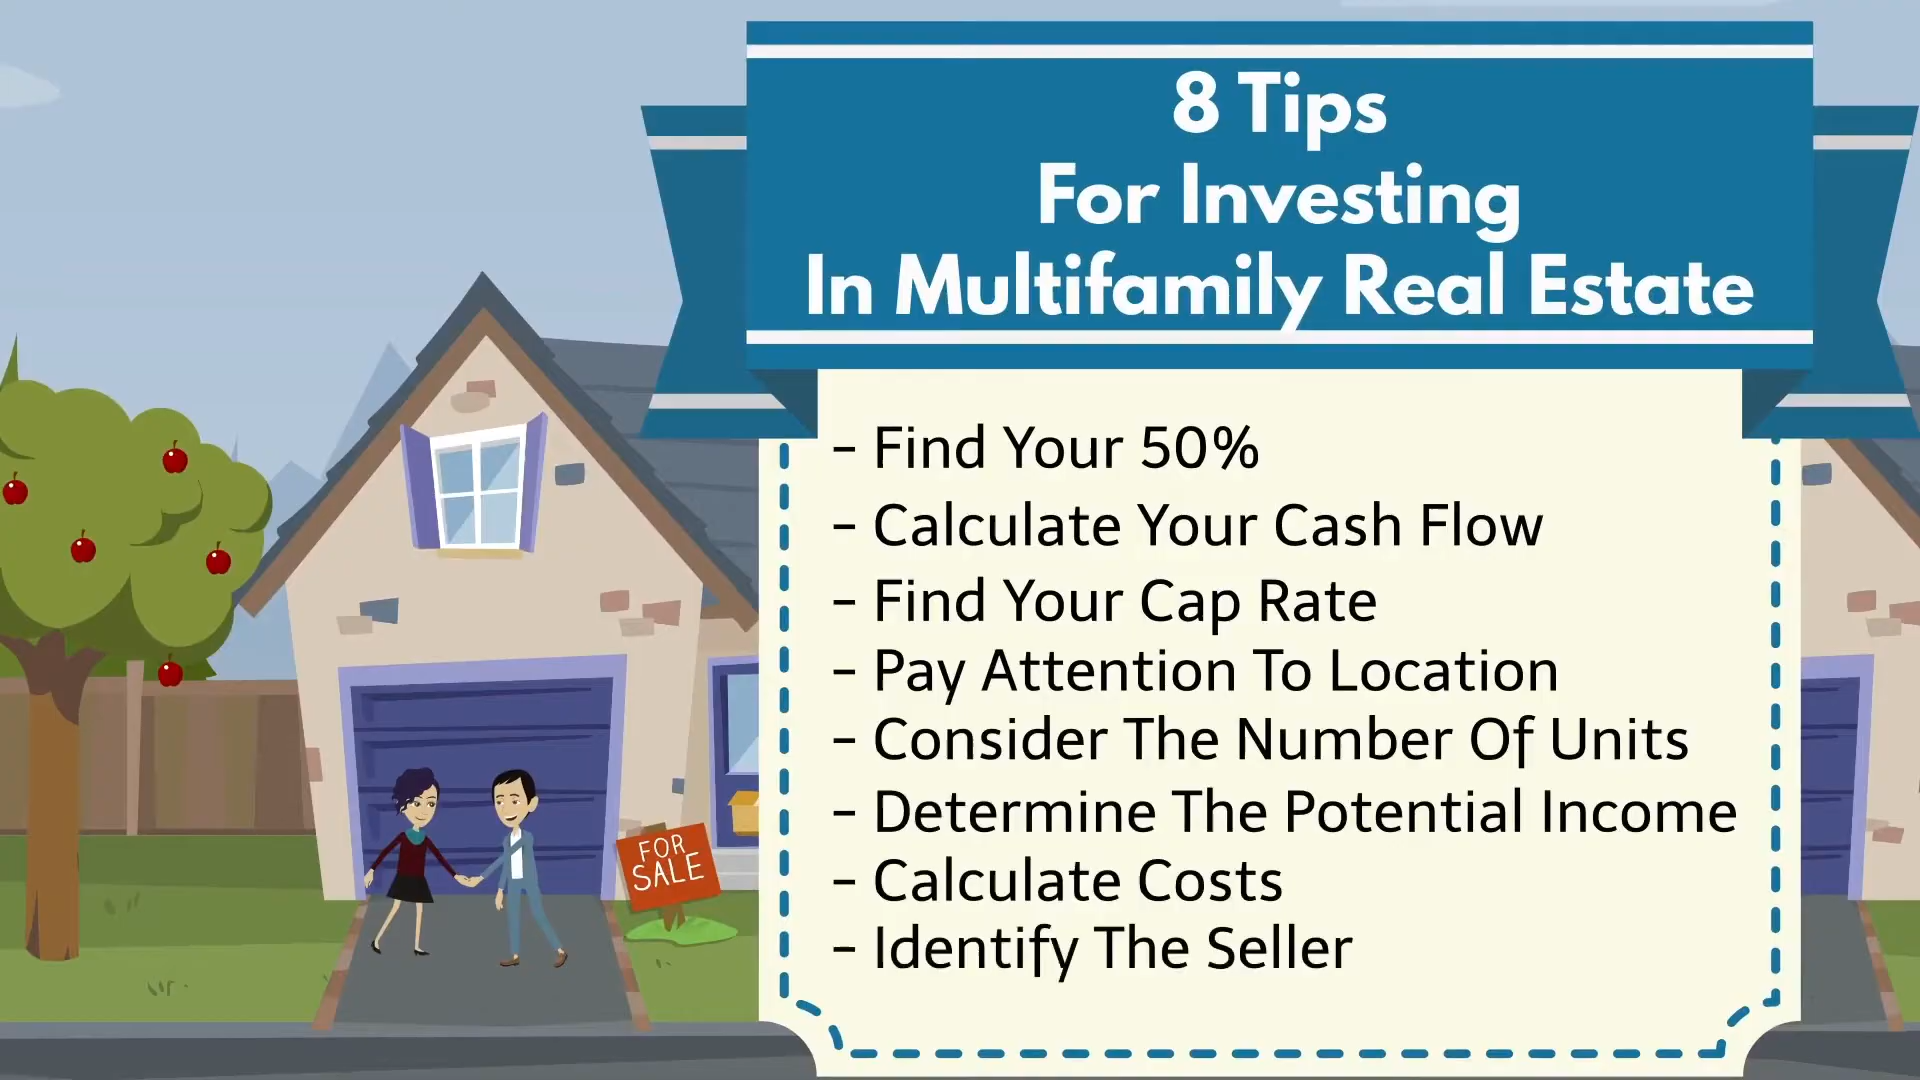 8 Tips
For Investing
In Multifamily Real Estate
- Find Your 50%
- Calculate Your Cash Flow
- Find Your Cap Rate
- Pay Attention To Location
- Consider The Number Of Units
- Determine The Potential Income
- Calculate Costs
- Identify The Seller
FOR
SALE